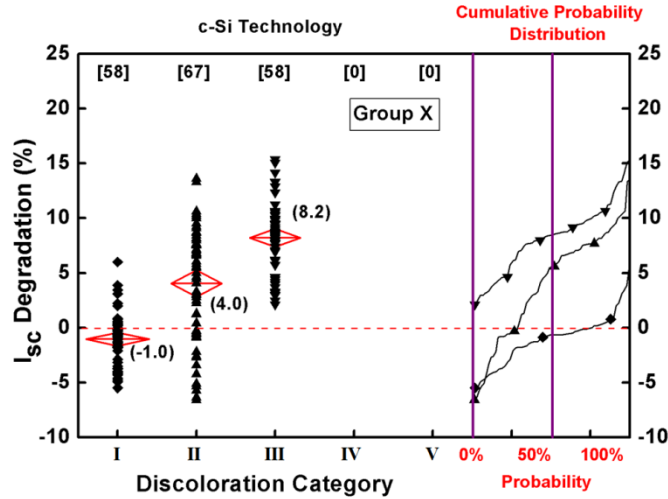 c-Si Technology
Cumulative Probability
Distribution
[58] [67] [58] [0] [0]
Group X
25 25
20 20
15 15
10 10
5 5
0 0
-5 -5
-10 -10
(8.2)
(4.0)
(-1.0)
I_SC Degradation (%)
I II III IV V 0% 50% 100%
Discoloration Category Probability